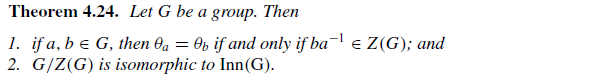 Theorem 4.24. Let G be a group. Then
1. if a, b ∈ G, then θₐ = θ_b if and only if ba⁻¹ ∈ Z(G); and
2. G/Z(G) is isomorphic to Inn(G).